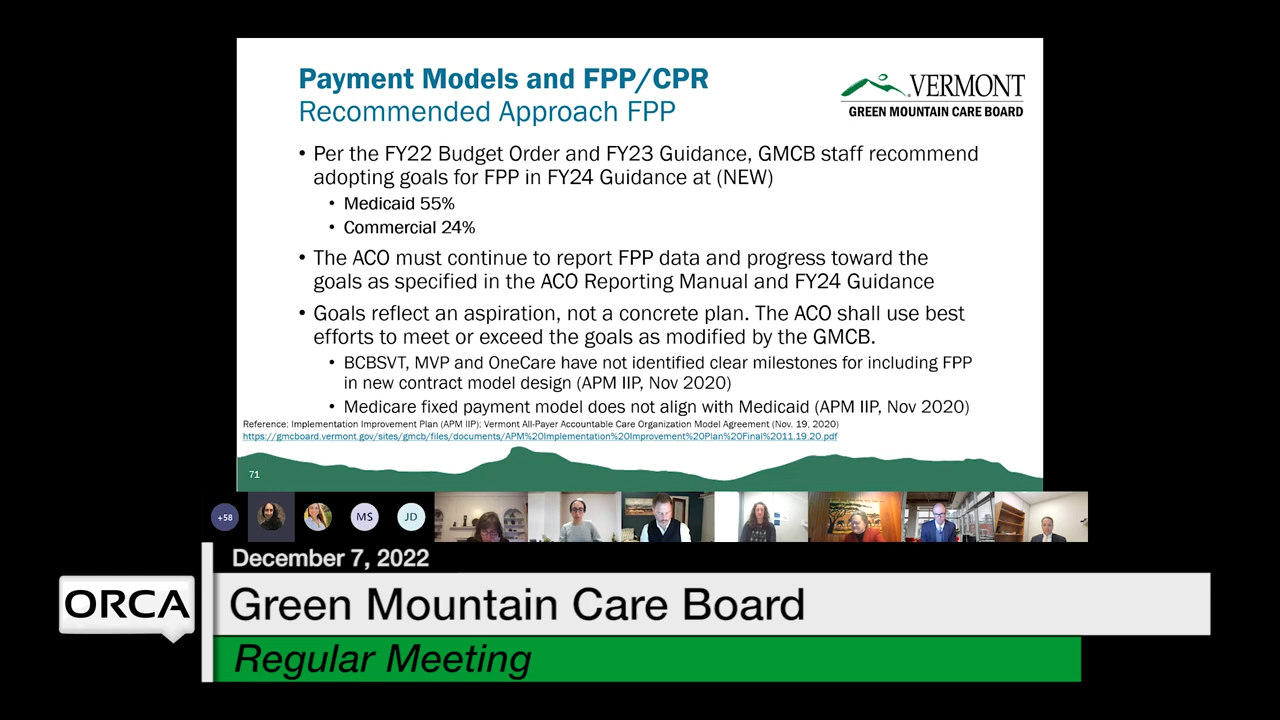 Payment Models and FPP/CPR
Recommended Approach FPP
VERMONT
GREEN MOUNTAIN CARE BOARD
• Per the FY22 Budget Order and FY23 Guidance, GMCB staff recommend
adopting goals for FPP in FY24 Guidance at (NEW)
• Medicaid 55%
• Commercial 24%
• The ACO must continue to report FPP data and progress toward the
goals as specified in the ACO Reporting Manual and FY24 Guidance
• Goals reflect an aspiration, not a concrete plan. The ACO shall use best
efforts to meet or exceed the goals as modified by the GMCB.
• BCBSVT, MVP and OneCare have not identified clear milestones for including FPP
in new contract model design (APM IIP, Nov 2020)
• Medicare fixed payment model does not align with Medicaid (APM IIP, Nov 2020)
Reference: Implementation Improvement Plan (APM IIP); Vermont All-Payer Accountable Care Organization Model Agreement (Nov. 19, 2020)
https://gmcboard.vermont.gov/sites/gmcb/files/documents/APM%20Implementation%20Improvement%20Plan%20Final%2011.19.20.pdf
71
+58
MS
JD
December 7, 2022
ORCA
Green Mountain Care Board
Regular Meeting